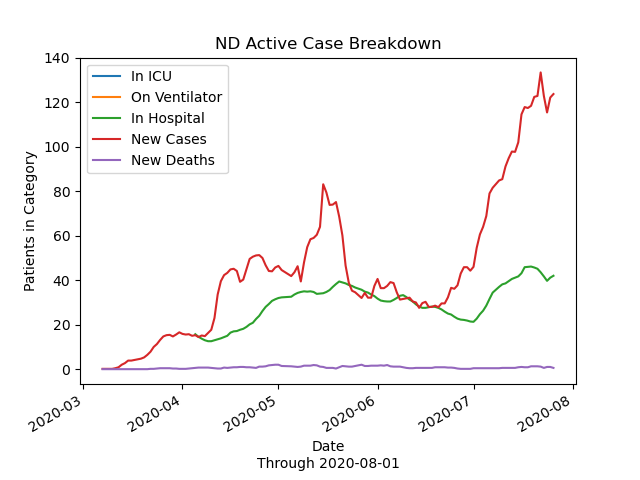 ND Active Case Breakdown
In ICU
On Ventilator
In Hospital
New Cases
New Deaths
Patients in Category
140
120
100
80
60
40
20
0
2020-03
2020-04
2020-05
2020-06
2020-07
2020-08
Date
Through 2020-08-01